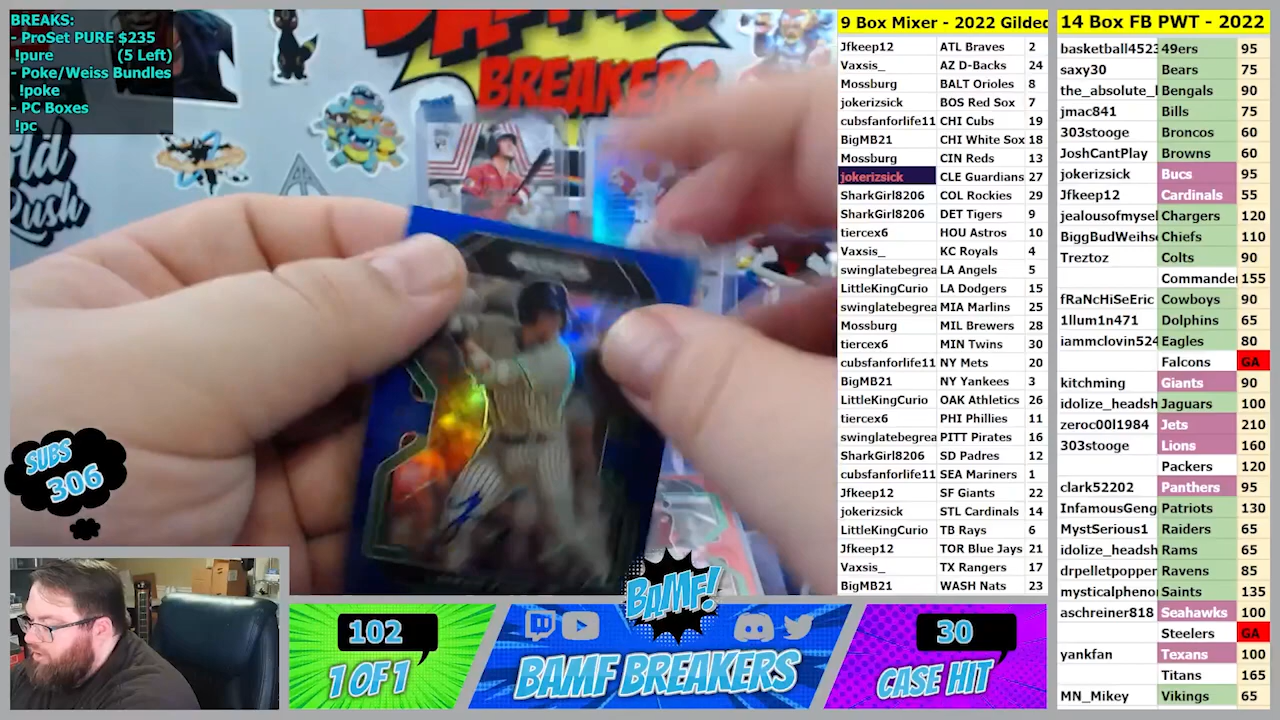 BREAKS:
- ProSet PURE $235
!pure (5 Left)
- Poke/Weiss Bundles
!poke
- PC Boxes
!pc
BREAKERS
Old
Rush
SUBS
306
102
1 OF 1
BAMF!
BAMF BREAKERS
30
CASE HIT
9 Box Mixer - 2022 Gilded
Jfkeep12 ATL Braves 2
Vaxsis_ AZ D-Backs 24
Mossburg BALT Orioles 8
jokerizsick BOS Red Sox 7
cubsfanforlife11 CHI Cubs 19
BigMB21 CHI White Sox 18
Mossburg CIN Reds 13
jokerizsick CLE Guardians 27
SharkGirl8206 COL Rockies 29
SharkGirl8206 DET Tigers 9
tiercex6 HOU Astros 10
Vaxsis_ KC Royals 4
swinglatebegrea LA Angels 5
LittleKingCurio LA Dodgers 15
swinglatebegrea MIA Marlins 25
Mossburg MIL Brewers 28
tiercex6 MIN Twins 30
cubsfanforlife11 NY Mets 20
BigMB21 NY Yankees 3
LittleKingCurio OAK Athletics 26
tiercex6 PHI Phillies 11
swinglatebegrea PITT Pirates 16
SharkGirl8206 SD Padres 12
cubsfanforlife11 SEA Mariners 1
Jfkeep12 SF Giants 22
jokerizsick STL Cardinals 14
LittleKingCurio TB Rays 6
Jfkeep12 TOR Blue Jays 21
Vaxsis_ TX Rangers 17
BigMB21 WASH Nats 23
14 Box FB PWT - 2022
basketball4523 49ers 95
saxy30 Bears 75
the_absolute_l Bengals 90
jmac841 Bills 75
303stooge Broncos 60
JoshCantPlay Browns 60
jokerizsick Bucs 95
Jfkeep12 Cardinals 55
jealousofmysel Chargers 120
BiggBudWeihs Chiefs 110
Treztoz Colts 90
Commander 155
fRaNcHiSeEric Cowboys 90
1llum1n471 Dolphins 65
iammclovin524 Eagles 80
Falcons GA
kitchming Giants 90
idolize_headsh Jaguars 100
zeroc00l1984 Jets 210
303stooge Lions 160
Packers 120
clark52202 Panthers 95
InfamousGeng Patriots 130
MystSerious1 Raiders 65
idolize_headsh Rams 65
drpelletpopper Ravens 85
mysticalpheno Saints 135
aschreiner818 Seahawks 100
Steelers GA
yankfan Texans 100
Titans 165
MN_Mikey Vikings 65